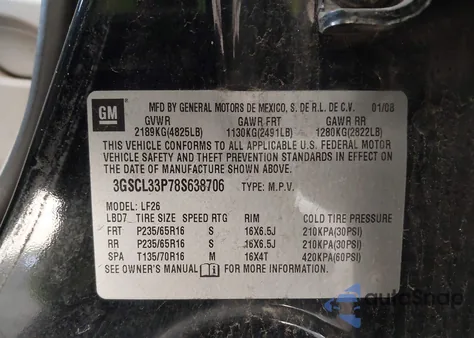 GM
MFD BY GENERAL MOTORS DE MEXICO, S. DE R.L. DE C.V. 01/08
GVWR GAWR FRT GAWR RR
2189KG(4825LB) 1130KG(2491LB) 1280KG(2822LB)
THIS VEHICLE CONFORMS TO ALL APPLICABLE U.S. FEDERAL MOTOR
VEHICLE SAFETY AND THEFT PREVENTION STANDARDS IN EFFECT ON
THE DATE OF MANUFACTURE SHOWN ABOVE.
3GSCL33P78S638706 TYPE: M.P.V.
MODEL: LF26
LBD7 TIRE SIZE SPEED RTG RIM COLD TIRE PRESSURE
FRT P235/65R16 S 16X6.5J 210KPA(30PSI)
RR P235/65R16 S 16X6.5J 210KPA(30PSI)
SPA T135/70R16 M 16X4T 420KPA(60PSI)
SEE OWNER'S MANUAL i FOR MORE INFORMATION.
autoSnap